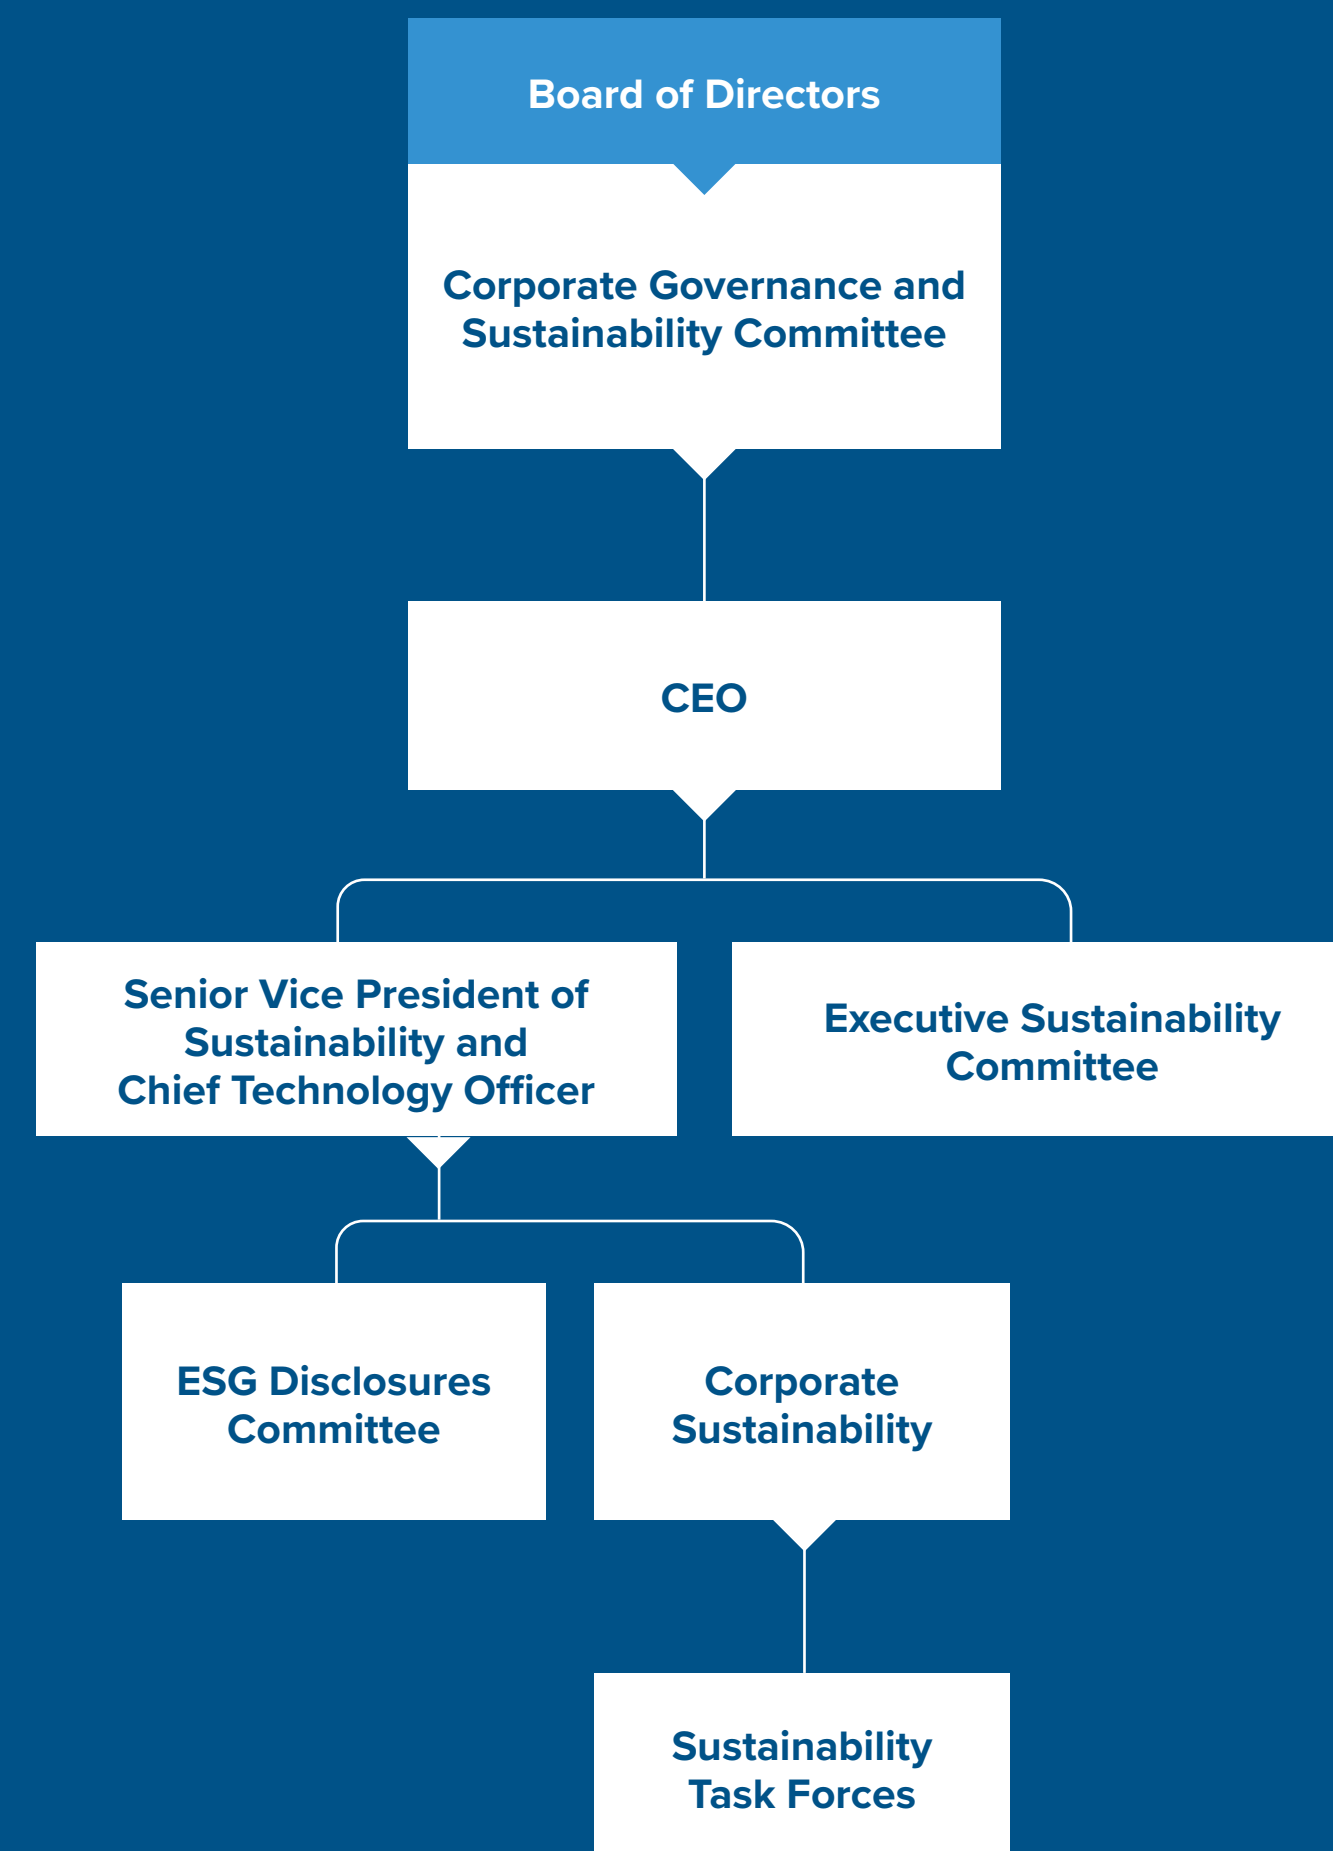 Board of Directors
Corporate Governance and
Sustainability Committee
CEO
Senior Vice President of
Sustainability and
Chief Technology Officer
Executive Sustainability
Committee
ESG Disclosures
Committee
Corporate
Sustainability
Sustainability
Task Forces